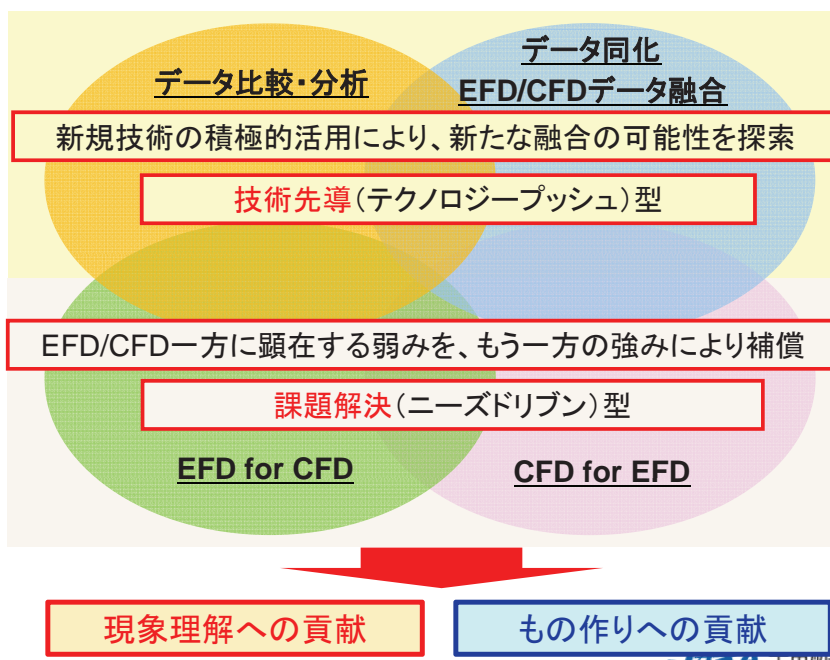 データ比較・分析
データ同化
EFD/CFDデータ融合
新規技術の積極的活用により、新たな融合の可能性を探索
技術先導（テクノロジープッシュ）型
EFD/CFD一方に顕在する弱みを、もう一方の強みにより補償
課題解決（ニーズドリブン）型
EFD for CFD
CFD for EFD
現象理解への貢献
もの作りへの貢献